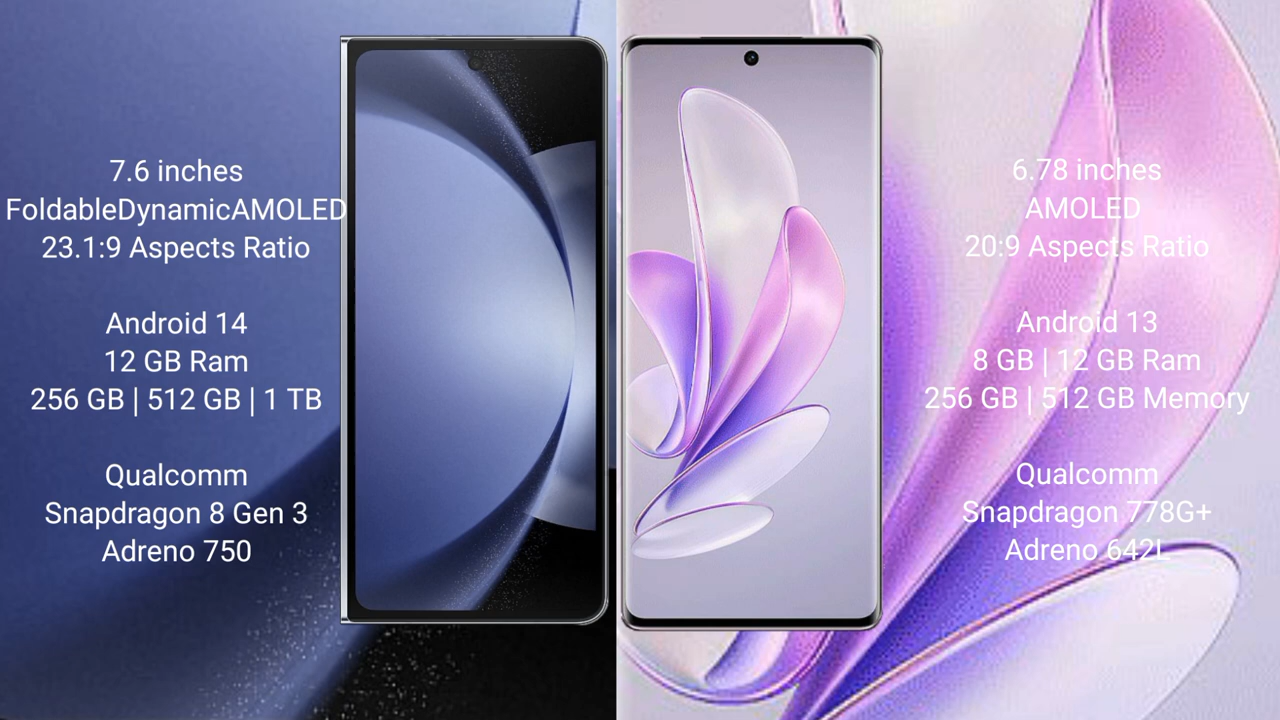 7.6 inches
FoldableDynamicAMOLED
23.1:9 Aspects Ratio
Android 14
12 GB Ram
256 GB | 512 GB | 1 TB
Qualcomm
Snapdragon 8 Gen 3
Adreno 750
6.78 inches
AMOLED
20:9 Aspects Ratio
Android 13
8 GB | 12 GB Ram
256 GB | 512 GB Memory
Qualcomm
Snapdragon 778G+
Adreno 642L